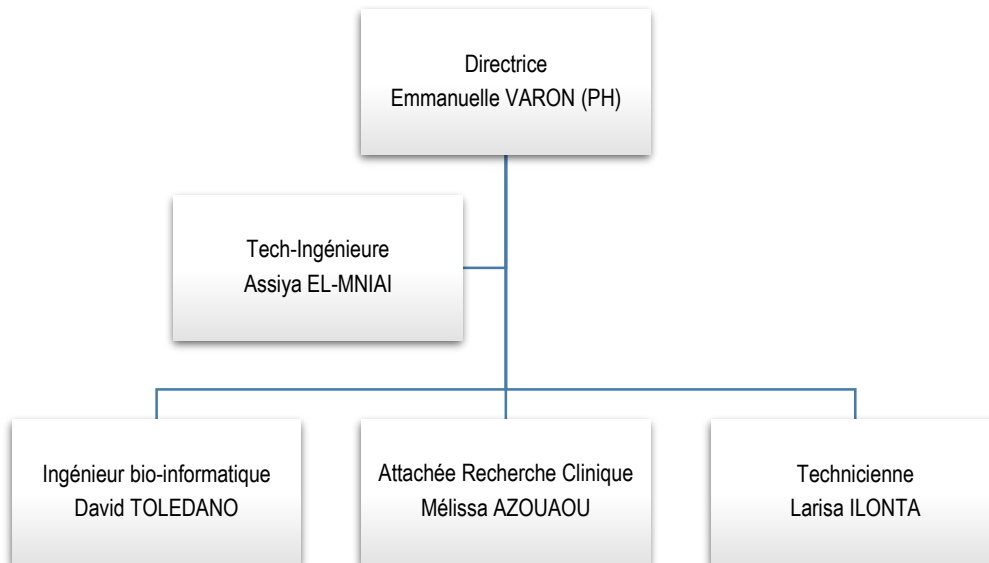 Directrice
Emmanuelle VARON (PH)
Tech-Ingénieure
Assiya EL-MNIAI
Ingénieur bio-informatique
David TOLEDANO
Attachée Recherche Clinique
Mélissa AZOUAOU
Technicienne
Larisa ILONTA